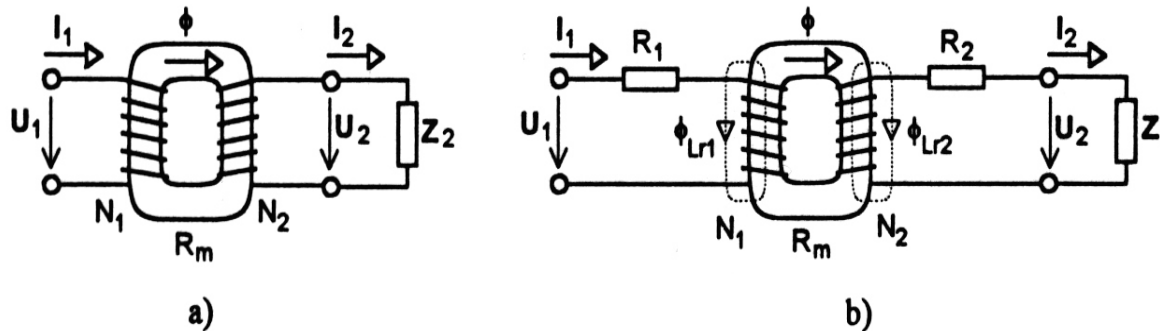 I1 ϕ I2
U1 U2 Z2
N1 N2
Rm
a)
I1 R1 ϕ R2 I2
U1 ϕLr1 ϕLr2 U2 Z
N1 Rm N2
b)